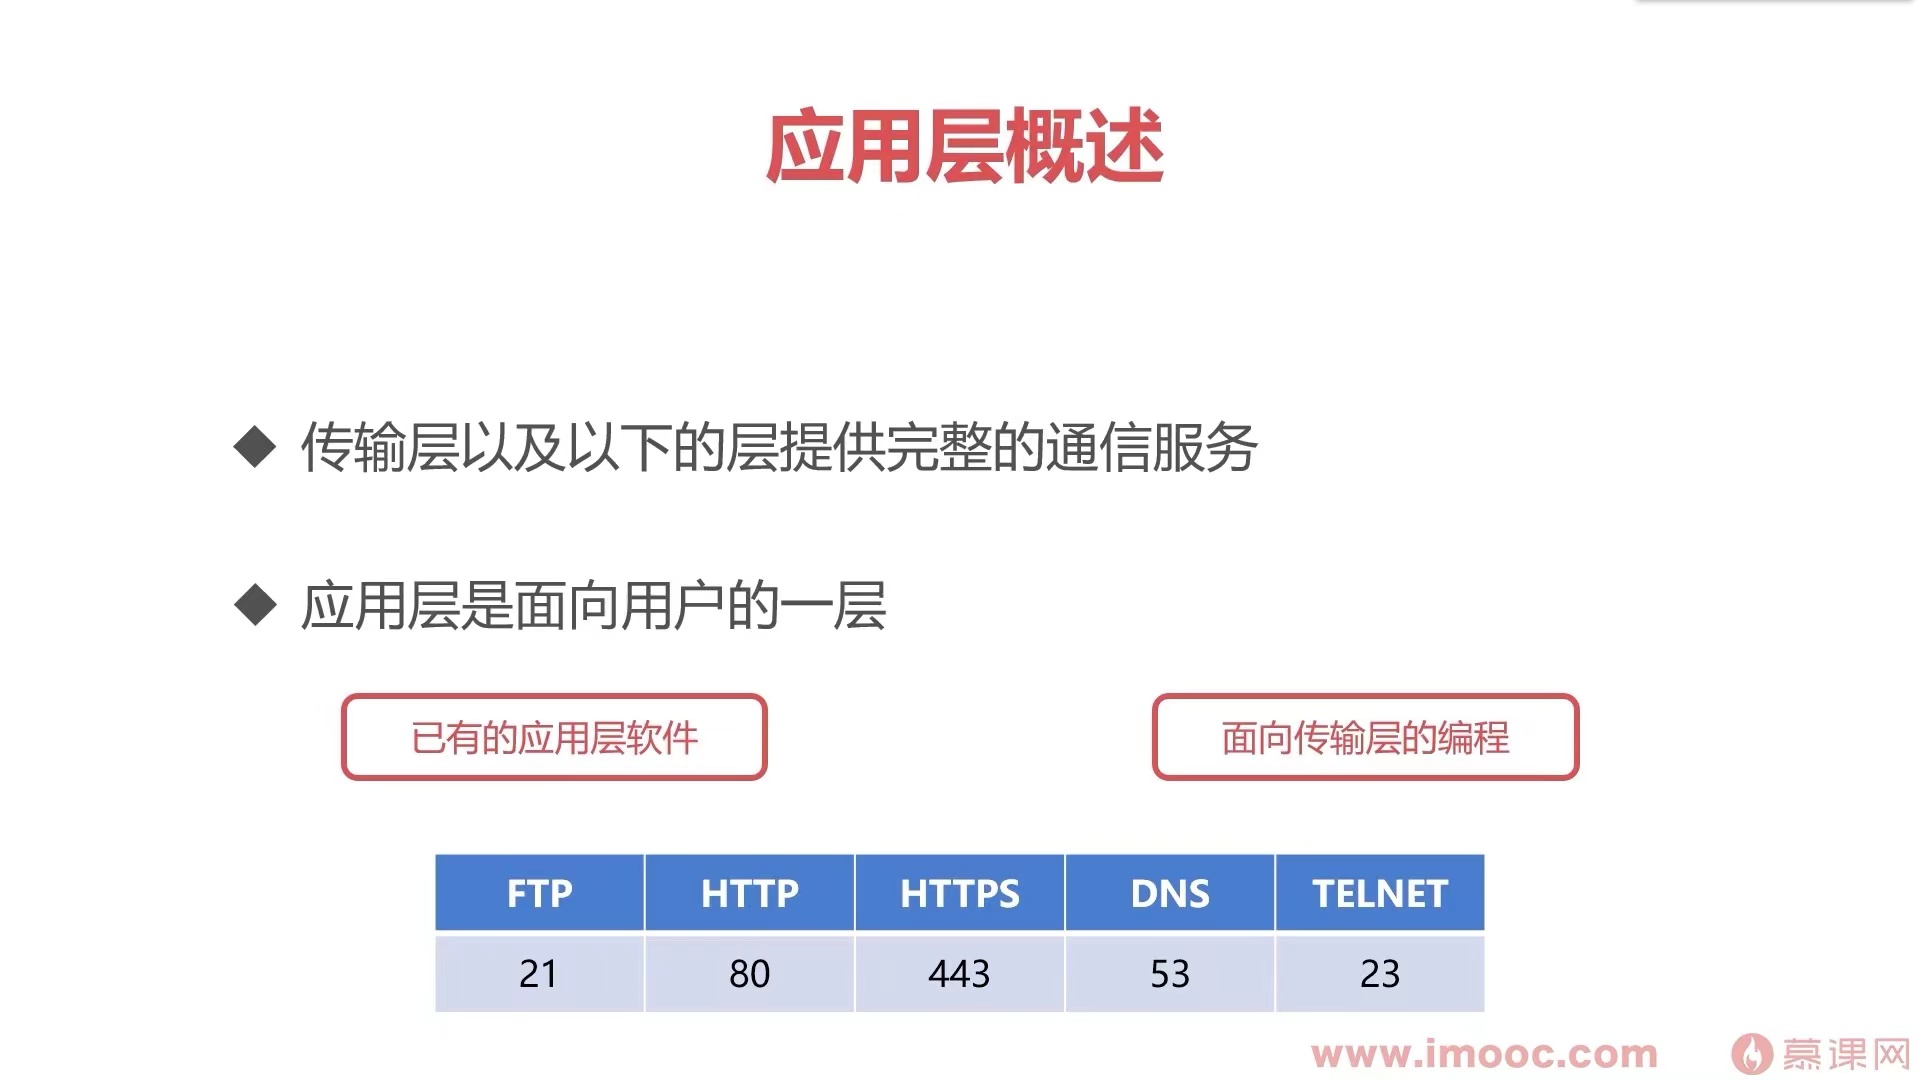 应用层概述
传输层以及以下的层提供完整的通信服务
应用层是面向用户的一层
已有的应用层软件 面向传输层的编程
FTP HTTP HTTPS DNS TELNET
21 80 443 53 23
www.imooc.com 慕课网